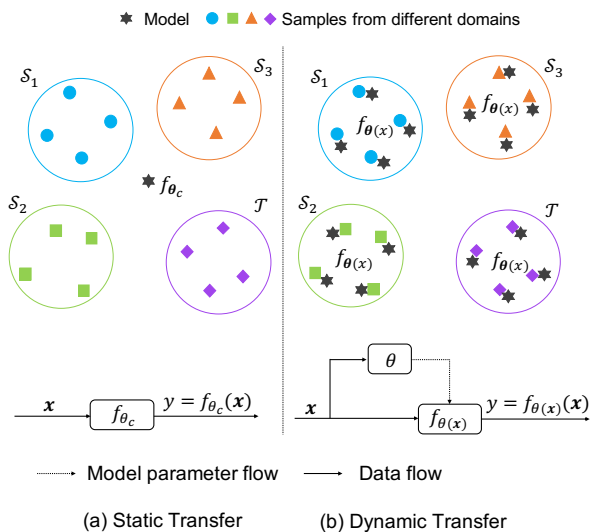 Model Samples from different domains
𝒮₁ 𝒮₃
f_θc
𝒮₂ 𝒯
𝒮₁ f_θ(x) 𝒮₃ f_θ(x)
𝒮₂ f_θ(x) 𝒯 f_θ(x)
x f_θc y = f_θc(x)
θ
x f_θ(x) y = f_θ(x)(x)
Model parameter flow Data flow
(a) Static Transfer (b) Dynamic Transfer